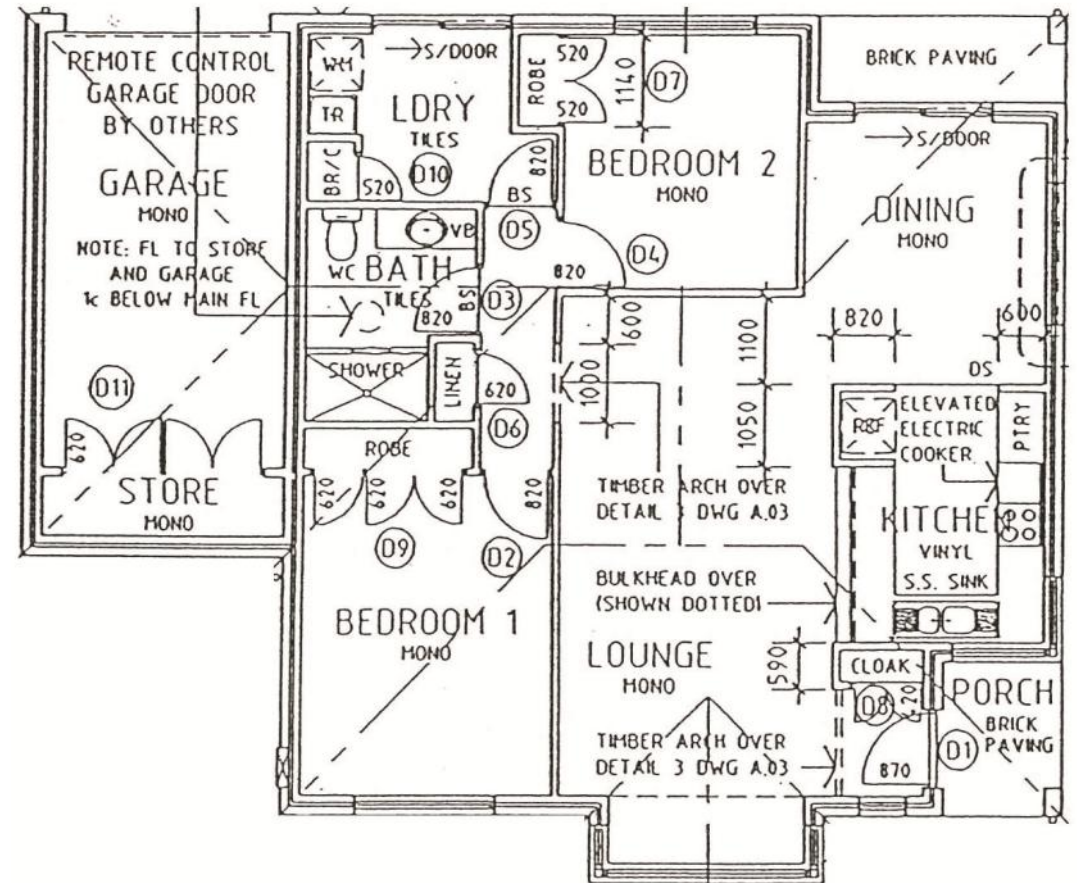 REMOTE CONTROL
GARAGE DOOR
BY OTHERS
GARAGE
MONO
NOTE: FL TO STORE
AND GARAGE
1c BELOW MAIN FL
D11
620
STORE
MONO
WM
TR
BR/C
→ S/DOOR
LDRY
TILES
D10
520
820
BS
D5
ROBE
520
520
1140
D7
BEDROOM 2
MONO
D4
820
BRICK PAVING
→ S/DOOR
DINING
MONO
820
600
DS
VB
WC
BATH
TILES
BS
820
D3
SHOWER
LINEN
620
D6
600
1000
1100
1050
ROBE
620
620
620
820
D9
D2
BEDROOM 1
MONO
TIMBER ARCH OVER
DETAIL 3 DWG A.03
BULKHEAD OVER
(SHOWN DOTTED)
LOUNGE
MONO
TIMBER ARCH OVER
DETAIL 3 DWG A.03
REF
ELEVATED
ELECTRIC
COOKER
PTRY
KITCHE
VINYL
S.S. SINK
590
CLOAK
D8
870
D1
PORCH
BRICK
PAVING